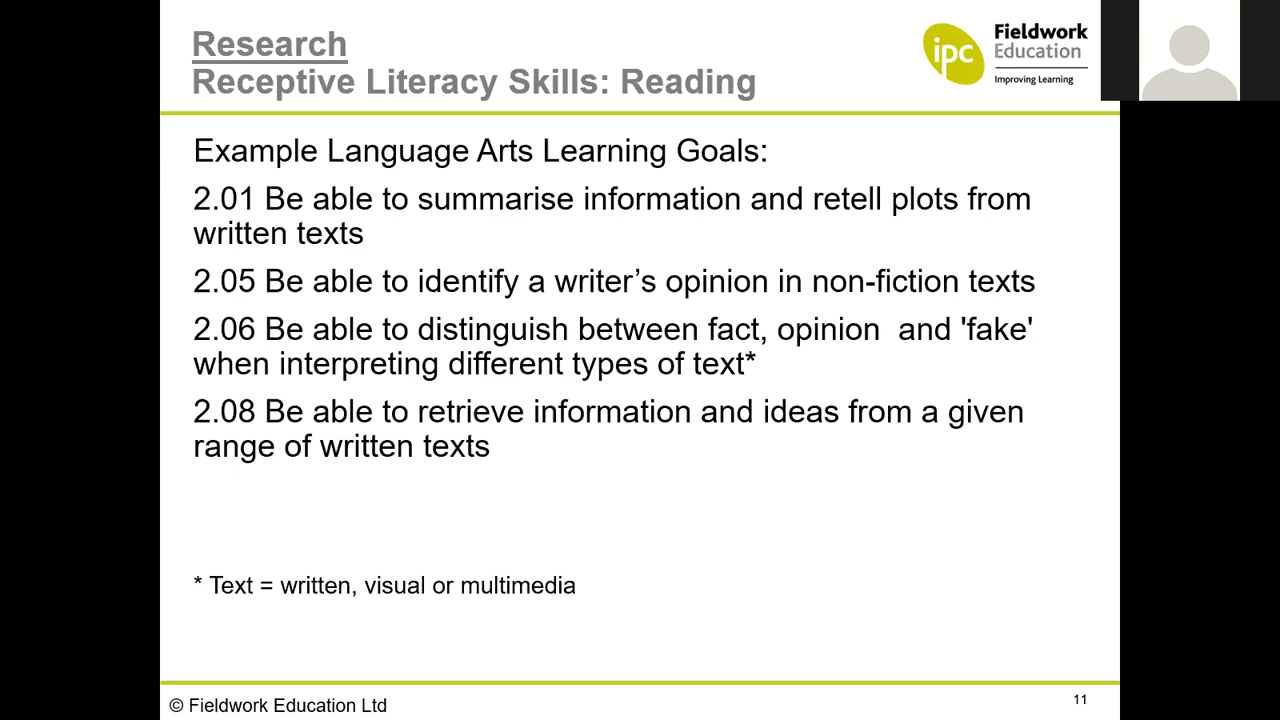 Research
Receptive Literacy Skills: Reading
ipc
Fieldwork
Education
Improving Learning
Example Language Arts Learning Goals:
2.01 Be able to summarise information and retell plots from
written texts
2.05 Be able to identify a writer’s opinion in non-fiction texts
2.06 Be able to distinguish between fact, opinion  and 'fake'
when interpreting different types of text*
2.08 Be able to retrieve information and ideas from a given
range of written texts
* Text = written, visual or multimedia
© Fieldwork Education Ltd
11